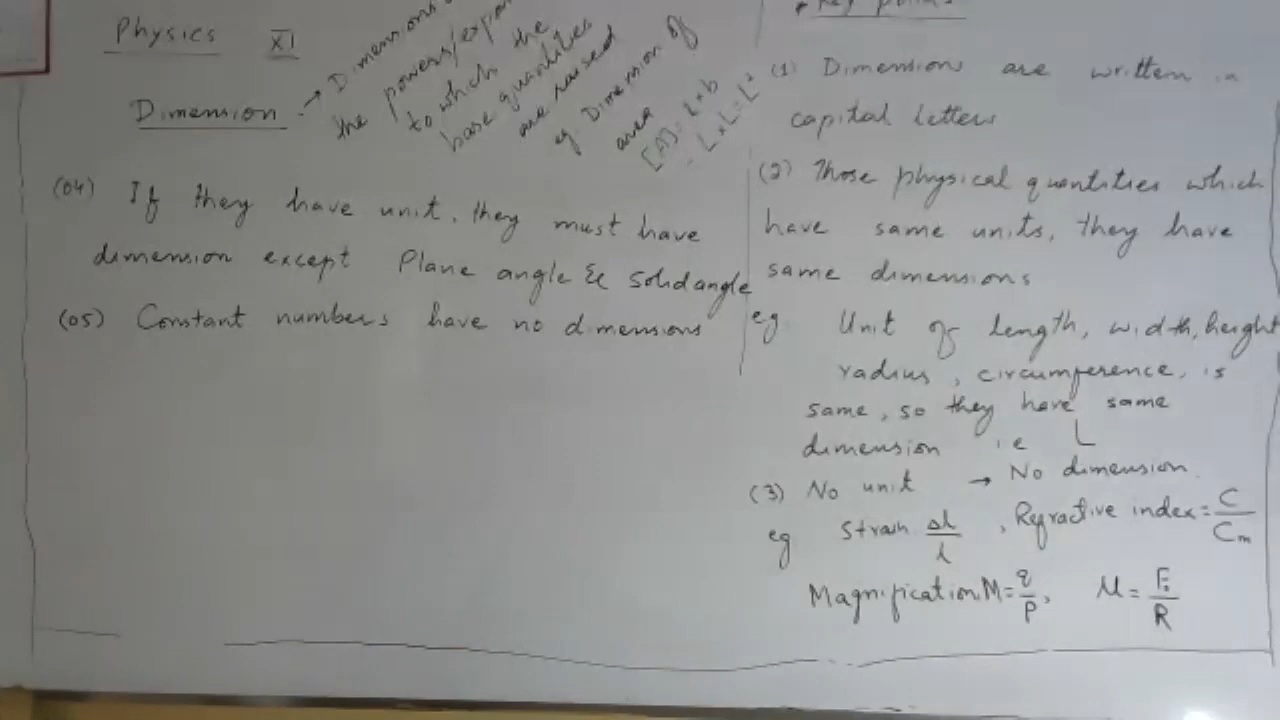 Physics XI
Dimension :→ Dimensions
the powers/expon
to which the
base quantities
are raised
eg Dimension of
area
[A] = L×b
= L×L = L²
(04) If they have unit, they must have
dimension except Plane angle & solid angle
(05) Constant numbers have no dimensions
* Key points
(1) Dimensions are written in
capital letters
(2) Those physical quantities which
have same units, they have
same dimensions
eg. Unit of length, width, height
radius, circumference, is
same, so they have same
dimension i.e L
(3) No unit → No dimension
eg Strain Δl/l, Refractive index = C/Cm
Magnification M = q/p, M = F/R